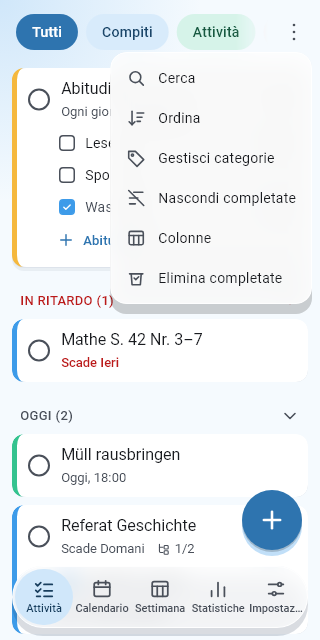 Tutti Compiti Attività
Cerca
Ordina
Gestisci categorie
Nascondi completate
Colonne
Elimina completate
Ogni
IN RITARDO (1)
Mathe S. 42 Nr. 3–7
Scade Ieri
OGGI (2)
Müll rausbringen
Oggi, 18:00
Referat Geschichte
Scade Domani 1/2
Attività Calendario Settimana Statistiche Impostaz...